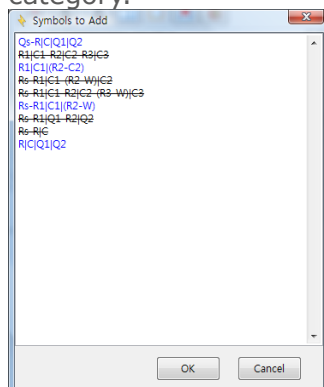 category.
Symbols to Add
Qs-R|C|Q1|Q2
R1|C1-R2|C2-R3|C3
R1|C1|(R2-C2)
Rs-R1|C1-(R2-W)|C2
Rs-R1|C1-R2|C2-(R3-W)|C3
Rs-R1|C1|(R2-W)
Rs-R1|Q1-R2|Q2
Rs-R|C
R|C|Q1|Q2
OK Cancel